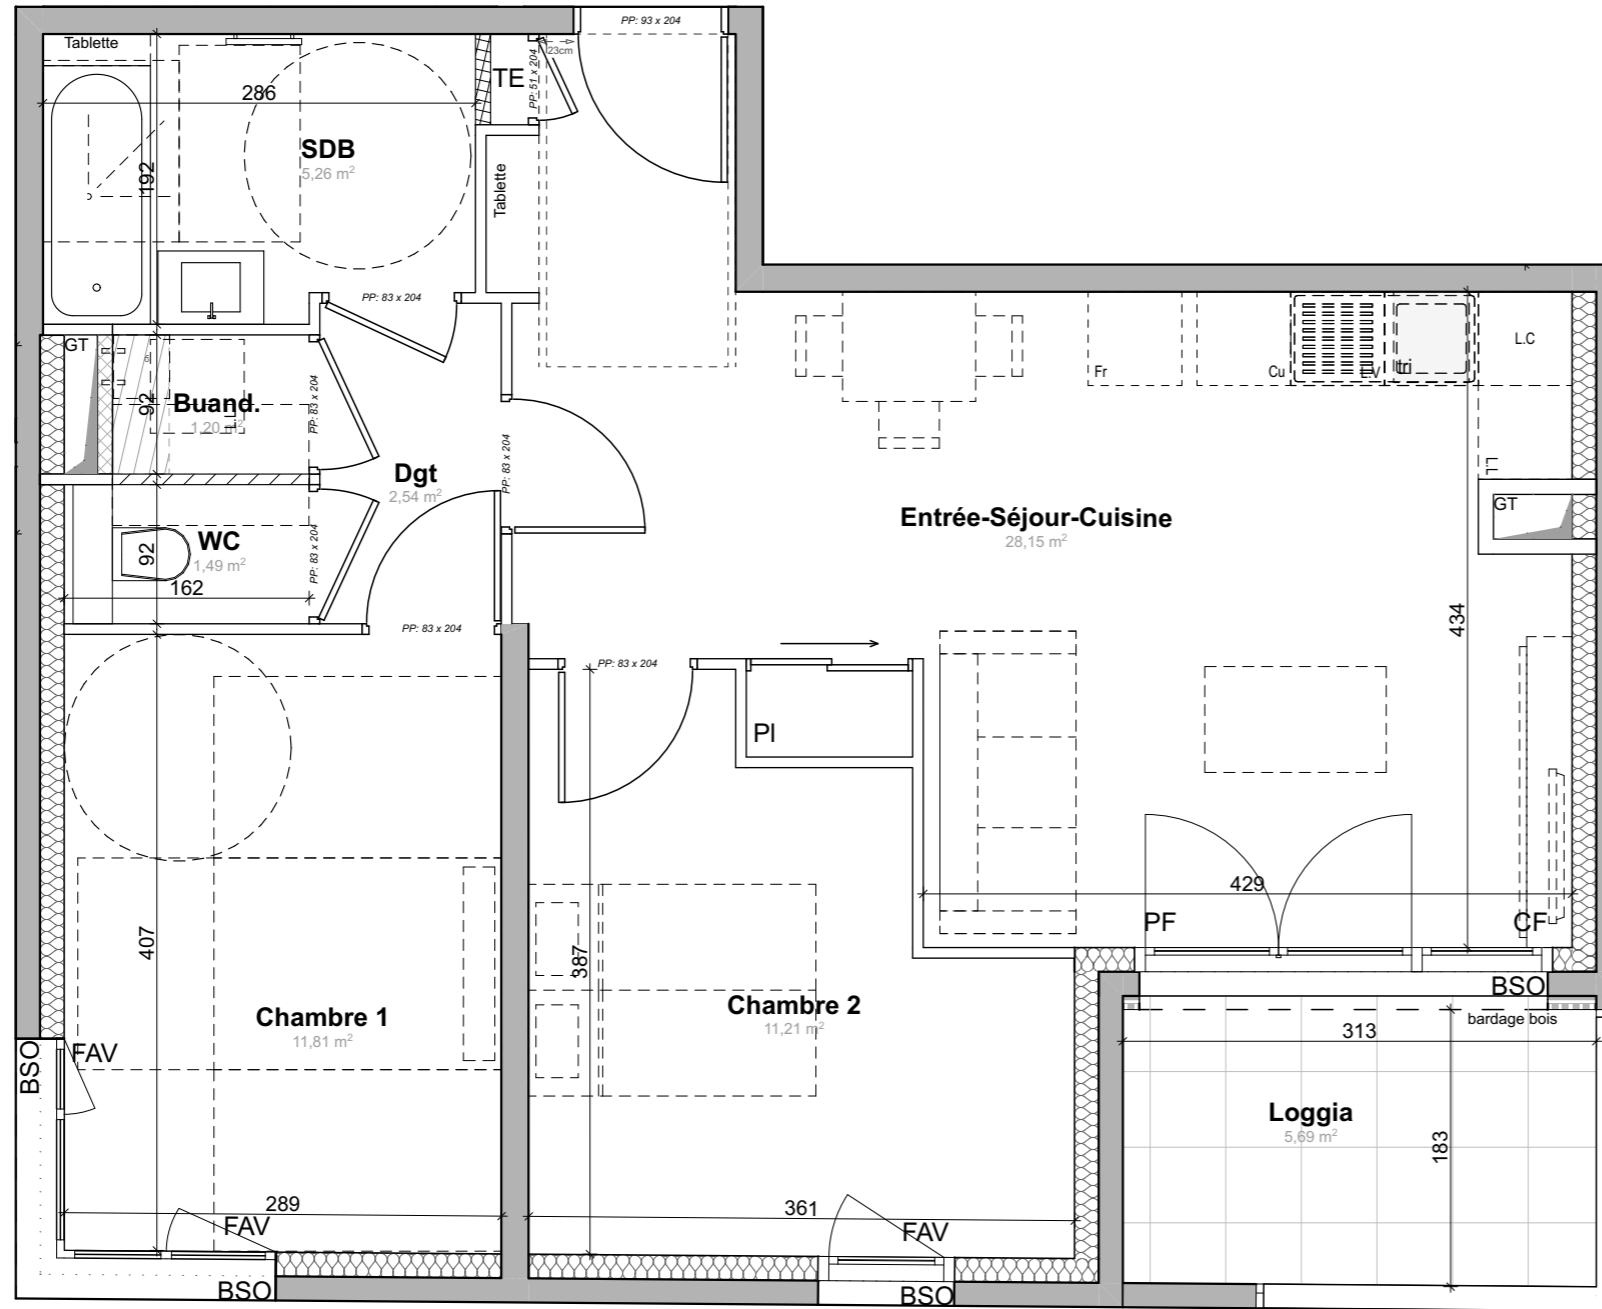 PP: 93 x 204
Tablette
23cm
TE
PP: 51 x 204
286
SDB
5,26 m²
192
Tablette
PP: 83 x 204
GT
Buand.
1,20 m²
92
PP: 83 x 204
Dgt
2,54 m²
PP: 83 x 204
WC
1,49 m²
92
162
PP: 83 x 204
PP: 83 x 204
Fr
Cu
L.V
tri
L.C
L.L
GT
Entrée-Séjour-Cuisine
28,15 m²
434
PP: 83 x 204
Pl
429
PF
CF
BSO
bardage bois
313
Loggia
5,69 m²
183
407
387
Chambre 1
11,81 m²
Chambre 2
11,21 m²
BSO
FAV
289
FAV
BSO
361
FAV
BSO